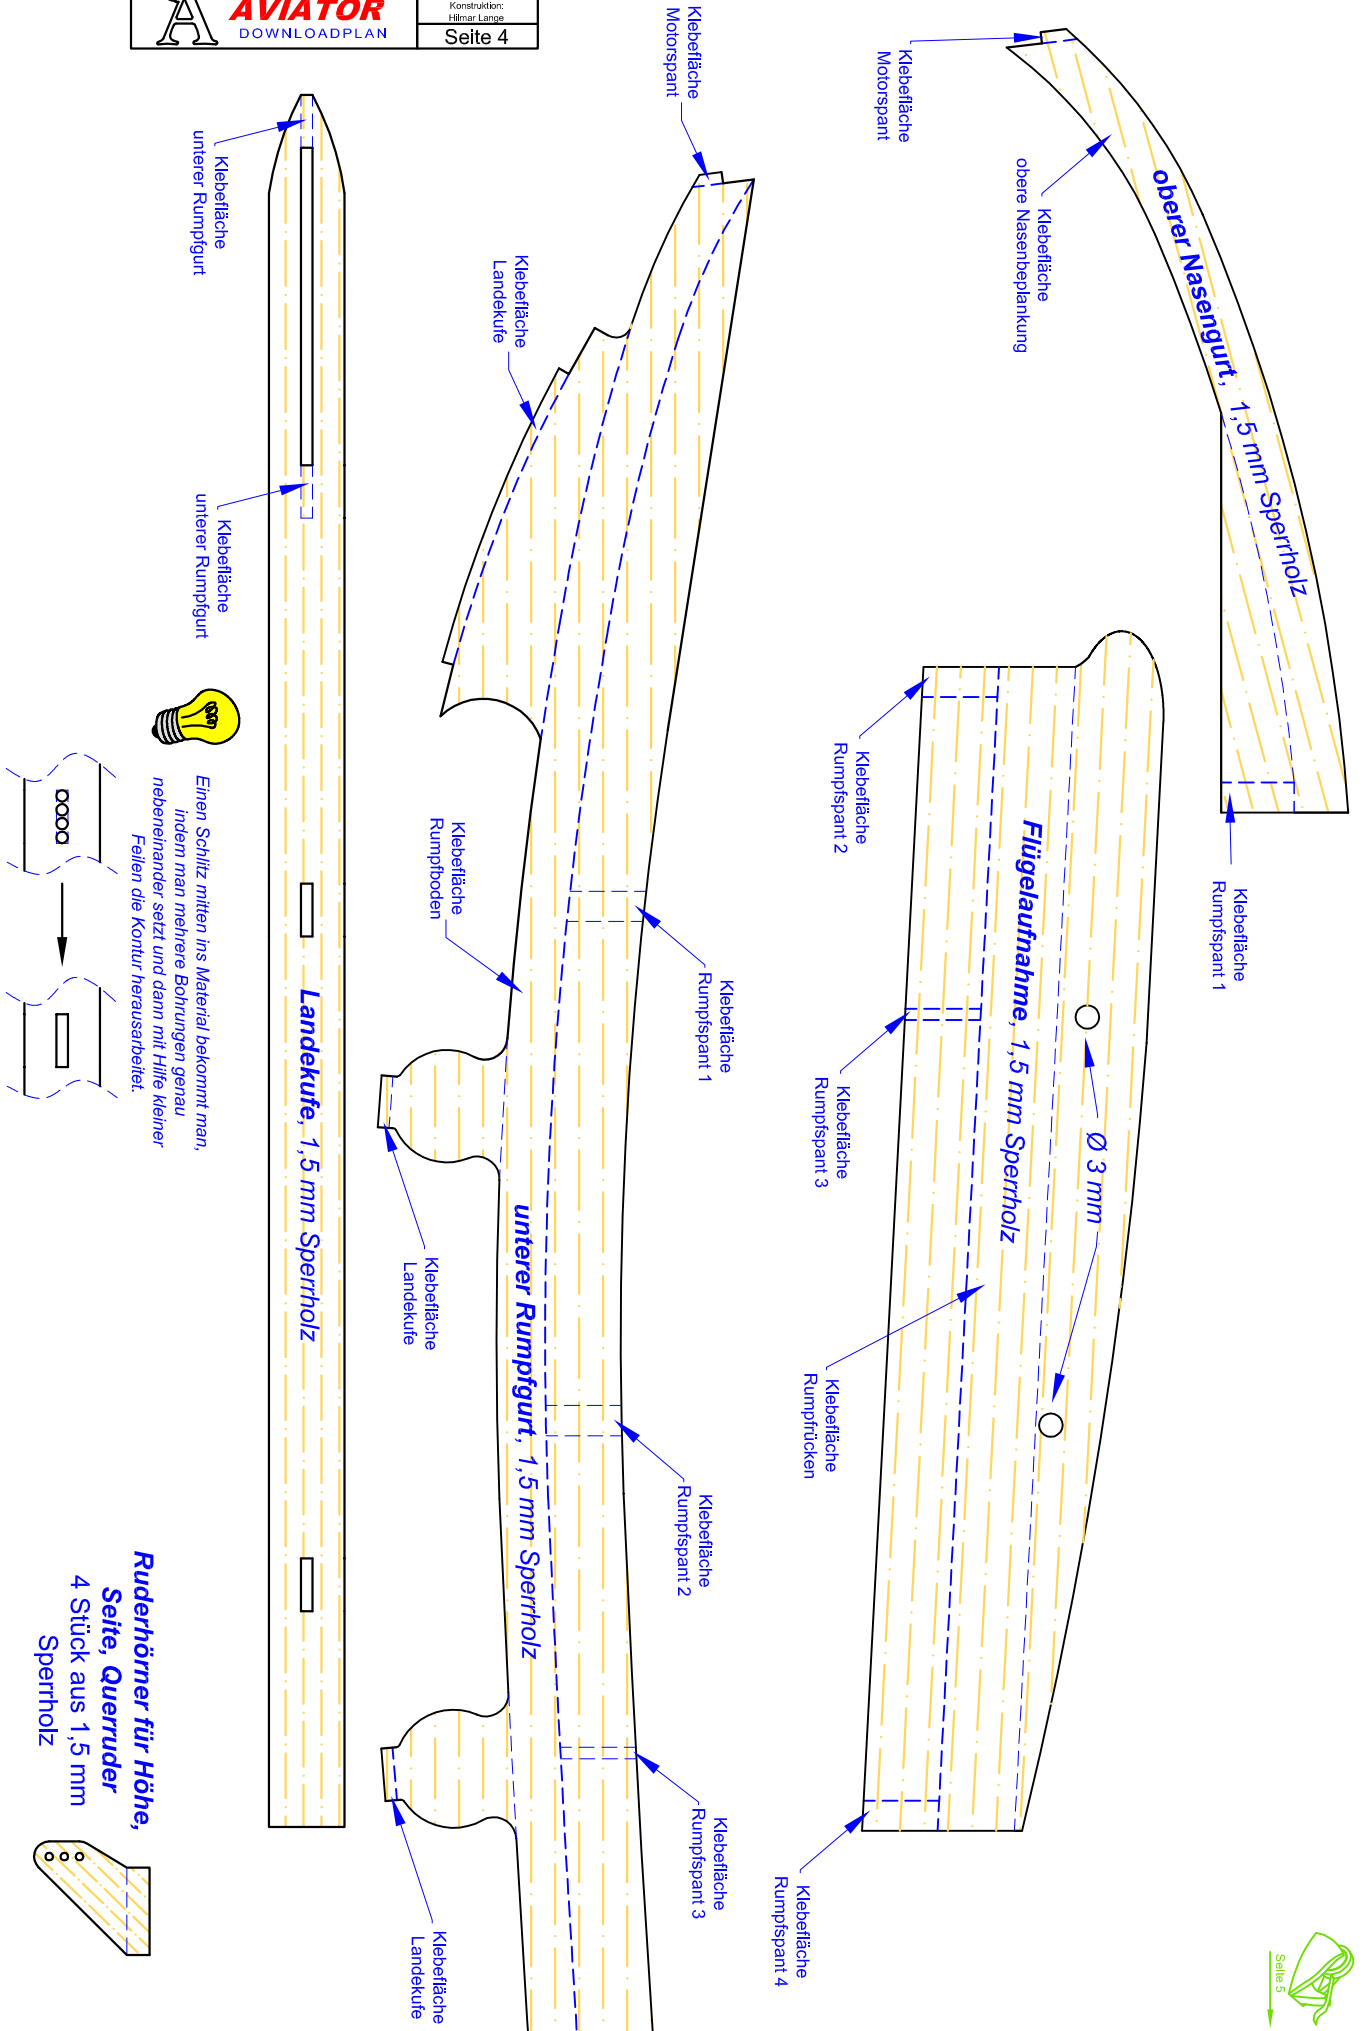 A
AVIATOR
DOWNLOADPLAN
Konstruktion:
Hilmar Lange
Seite 4
Klebefläche
Motorspant
Klebefläche
Motorspant
Klebefläche
obere Nasenbeplankung
oberer Nasengurt, 1,5 mm Sperrholz
Klebefläche
Rumpfspant 1
Klebefläche
Rumpfspant 2
Klebefläche
Rumpfspant 3
Flügelaufnahme, 1,5 mm Sperrholz
Ø 3 mm
Klebefläche
Rumpfrücken
Klebefläche
Rumpfspant 4
Seite 5
Klebefläche
Landekufe
Klebefläche
Rumpfboden
Klebefläche
Rumpfspant 1
unterer Rumpfgurt, 1,5 mm Sperrholz
Klebefläche
Landekufe
Klebefläche
Rumpfspant 2
Klebefläche
Rumpfspant 3
Klebefläche
Landekufe
Klebefläche
unterer Rumpfgurt
Klebefläche
unterer Rumpfgurt
Landekufe, 1,5 mm Sperrholz
Einen Schlitz mitten ins Material bekommt man,
indem man mehrere Bohrungen genau
nebeneinander setzt und dann mit Hilfe kleiner
Feilen die Kontur herausarbeitet.
Ruderhörner für Höhe,
Seite, Querruder
4 Stück aus 1,5 mm
Sperrholz